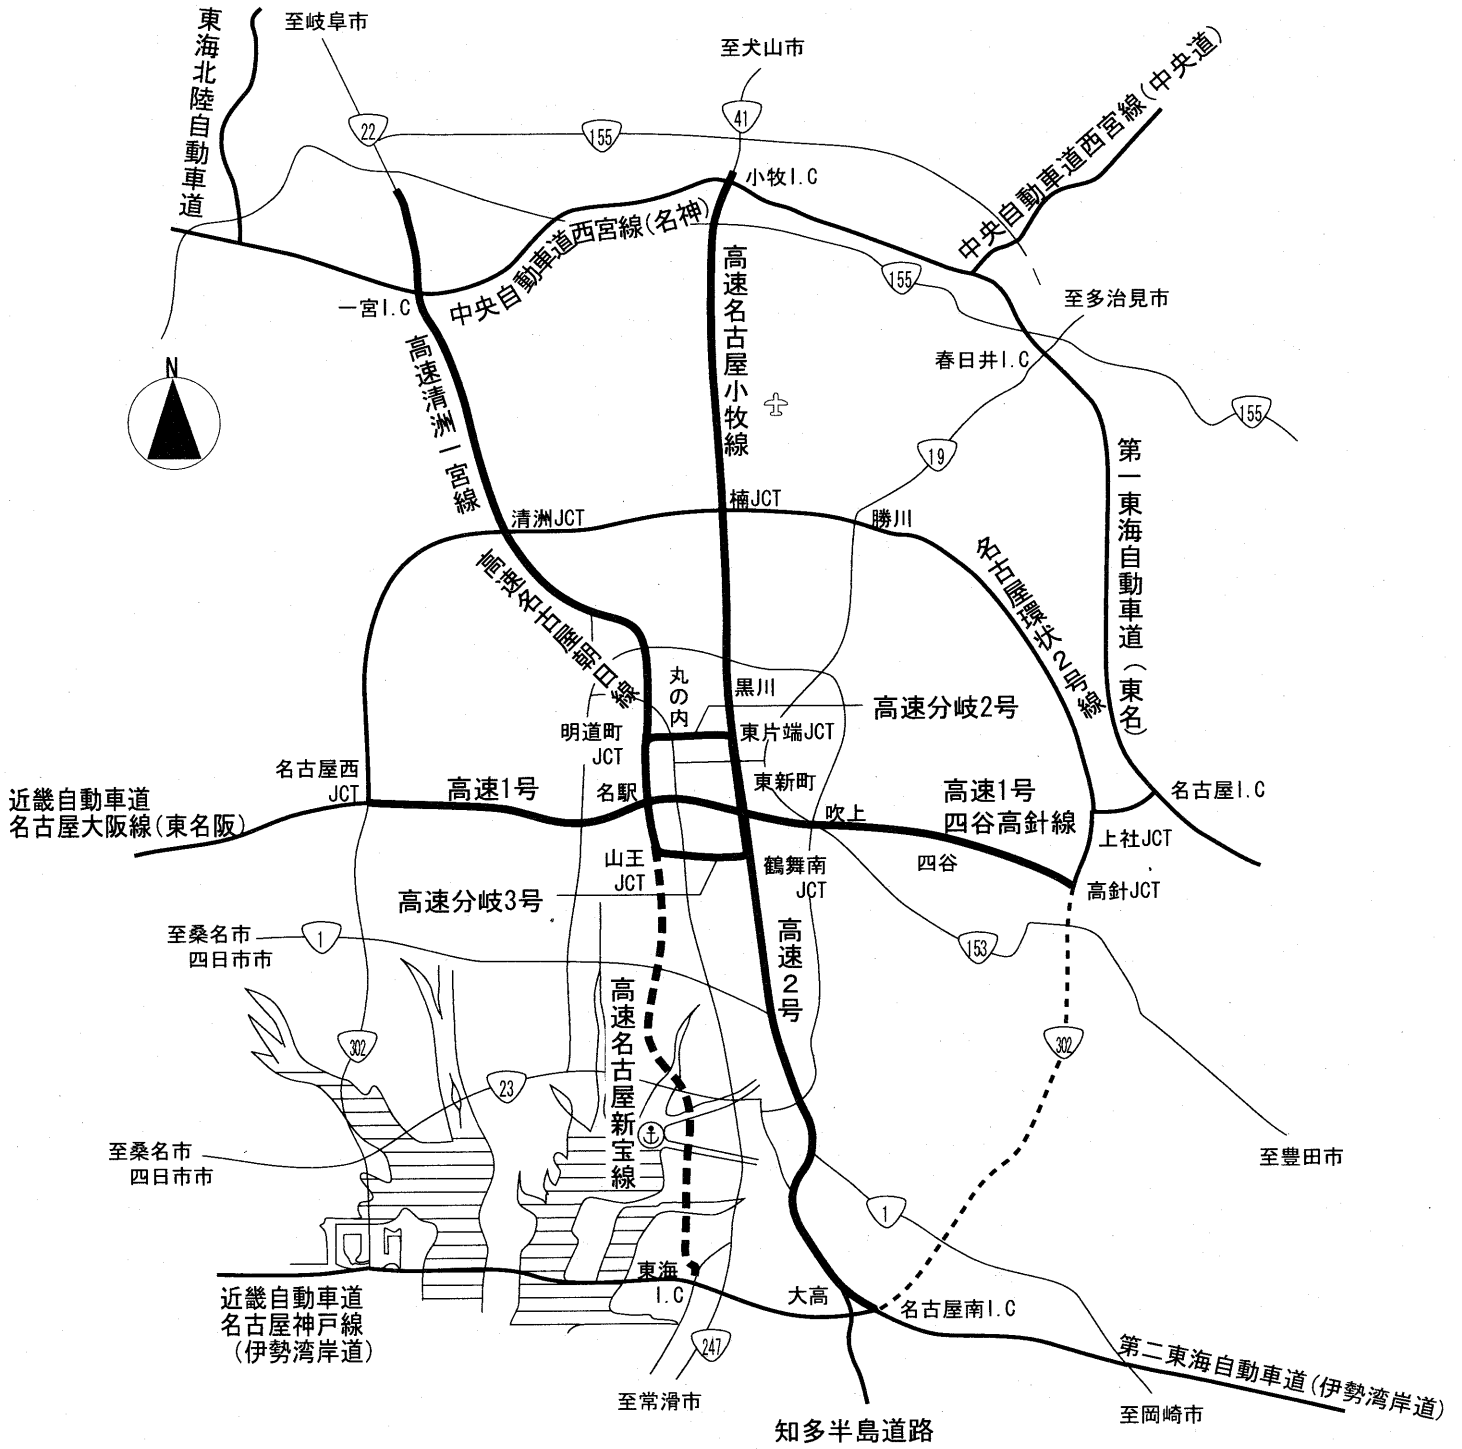 東海北陸自動車道
至岐阜市
至犬山市
中央自動車道西宮線(中央道)
22
155
41
小牧I.C
中央自動車道西宮線(名神)
155
一宮I.C
高速名古屋小牧線
至多治見市
春日井I.C
N
高速清洲一宮線
155
19
第一東海自動車道(東名)
清洲JCT
楠JCT
勝川
名古屋環状2号線
高速名古屋朝日線
丸の内
黒川
高速分岐2号
明道町
JCT
東片端JCT
名古屋西
JCT
高速1号
名駅
東新町
高速1号
四谷高針線
名古屋I.C
近畿自動車道
名古屋大阪線(東名阪)
吹上
上社JCT
山王
JCT
鶴舞南
JCT
四谷
高針JCT
高速分岐3号
至桑名市
四日市市
1
高速2号
153
高速名古屋新宝線
302
302
23
至桑名市
四日市市
至豊田市
1
東海
I.C
大高
名古屋南I.C
近畿自動車道
名古屋神戸線
(伊勢湾岸道)
247
第二東海自動車道(伊勢湾岸道)
至常滑市
至岡崎市
知多半島道路